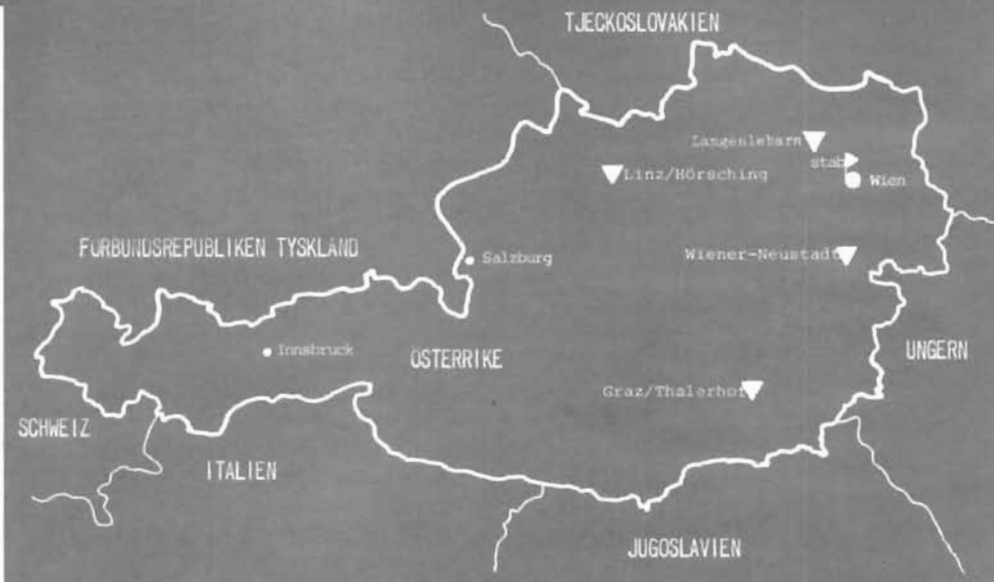 TJECKOSLOVAKIEN
Langenlebarn
stab
Linz/Hörsching
Wien
FÖRBUNDSREPUBLIKEN TYSKLAND
Salzburg
Wiener-Neustadt
Innsbruck
ÖSTERRIKE
UNGERN
Graz/Thalerhof
SCHWEIZ
ITALIEN
JUGOSLAVIEN